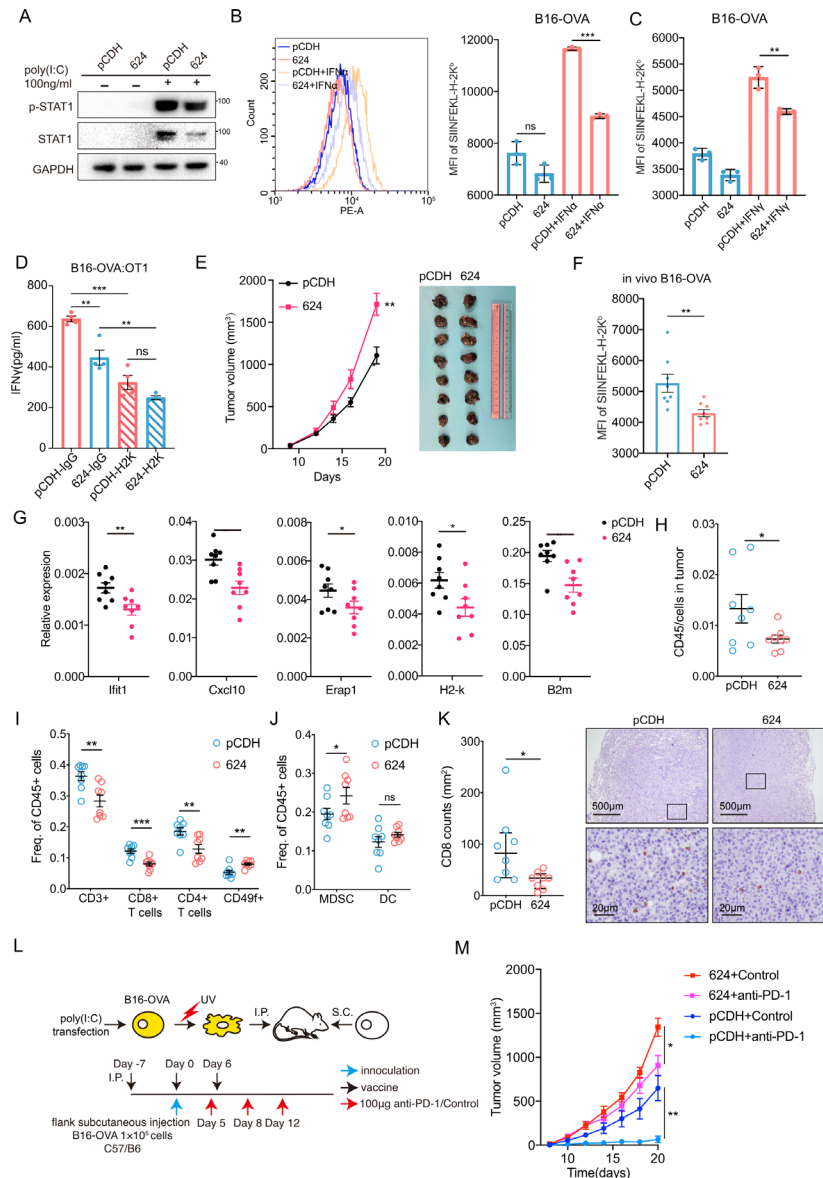 A
poly(I:C)
100ng/ml
pCDH
624
pCDH
624
– – + +
p-STAT1
100
STAT1
100
GAPDH
40
B
pCDH
624
pCDH+IFNα
624+IFNα
Count
200
150
100
50
0
10³ 10⁴ 10⁵
PE-A
B16-OVA
MFI of SIINFEKL-H-2Kᵇ
12000
10000
8000
6000
ns
***
pCDH
624
pCDH+IFNα
624+IFNα
C
B16-OVA
MFI of SIINFEKL-H-2Kᵇ
6000
5500
5000
4500
4000
3500
3000
**
pCDH
624
pCDH+IFNγ
624+IFNγ
D
B16-OVA:OT1
IFNγ(pg/ml)
800
600
400
200
0
***
**
**
ns
pCDH-IgG
624-IgG
pCDH-H2K
624-H2K
E
Tumor volume (mm³)
2000
1500
1000
500
0
pCDH
624
**
5 10 15 20
Days
pCDH 624
F
in vivo B16-OVA
MFI of SIINFEKL-H-2Kᵇ
8000
7000
6000
5000
4000
3000
**
pCDH
624
G
Relative expresion
0.003
0.002
0.001
0.000
**
Ifit1
0.04
0.03
0.02
0.01
0.00
Cxcl10
0.008
0.006
0.004
0.002
0.000
*
Erap1
0.010
0.008
0.006
0.004
0.002
0.000
*
H2-k
0.25
0.20
0.15
0.10
0.05
0.00
B2m
pCDH
624
H
CD45/cells in tumor
0.03
0.02
0.01
0.00
*
pCDH 624
I
Freq. of CD45+ cells
0.5
0.4
0.3
0.2
0.1
0.0
pCDH
624
**
***
**
**
CD3+ CD8+ T cells CD4+ T cells CD49f+
J
Freq. of CD45+ cells
0.4
0.3
0.2
0.1
0.0
pCDH
624
*
ns
MDSC DC
K
CD8 counts (mm²)
300
200
100
50
0
*
pCDH 624
pCDH 624
500μm 500μm
20μm 20μm
L
poly(I:C)
transfection
B16-OVA
UV
I.P.
S.C.
Day -7 Day 0 Day 6
I.P.
innoculation
vaccine
100μg anti-PD-1/Control
Day 5 Day 8 Day 12
flank subcutaneous injection
B16-OVA 1×10⁵ cells
C57/B6
M
Tumor volume (mm³)
2000
1500
1000
500
0
624+Control
624+anti-PD-1
pCDH+Control
pCDH+anti-PD-1
*
**
10 15 20
Time(days)